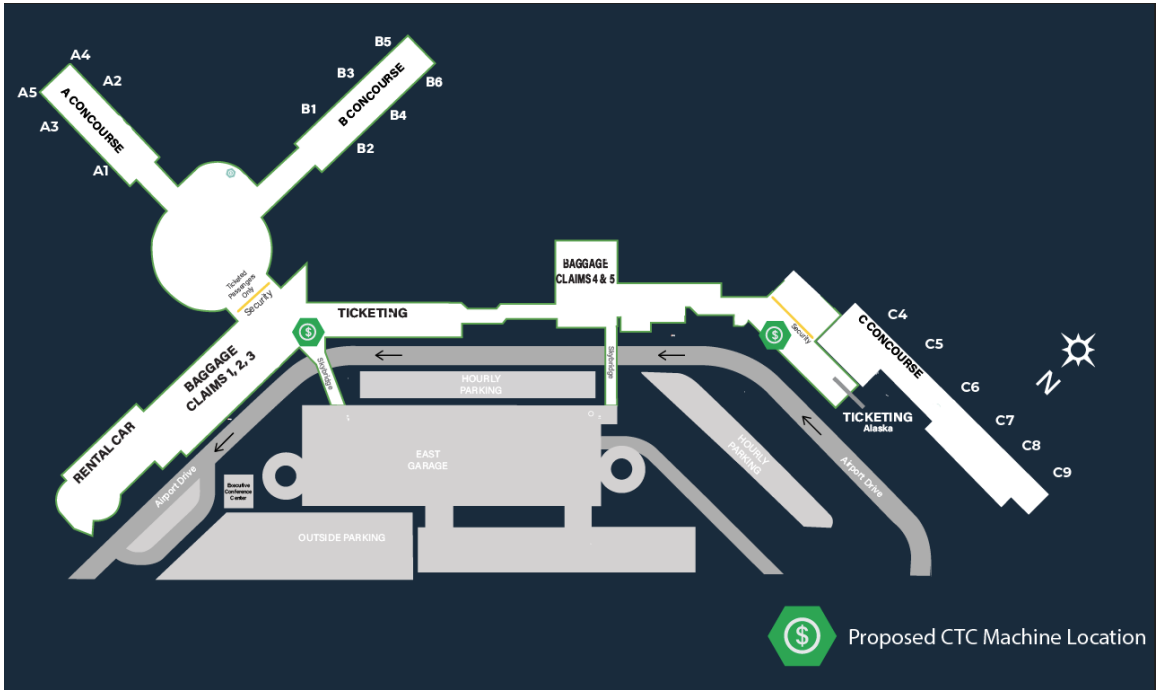 A4
A5
A2
A3
A1
A CONCOURSE
B5
B3
B6
B1
B4
B2
B CONCOURSE
Ticketed
Passengers
Only
Security
TICKETING
BAGGAGE
CLAIMS 4 & 5
BAGGAGE
CLAIMS 1, 2, 3
RENTAL CAR
$
Skybridge
Skybridge
$
Security
C CONCOURSE
C4
C5
C6
C7
C8
C9
N
TICKETING
Alaska
HOURLY
PARKING
HOURLY
PARKING
Airport Drive
EAST
GARAGE
Airport Drive
Executive
Conference
Center
OUTSIDE PARKING
$
Proposed CTC Machine Location